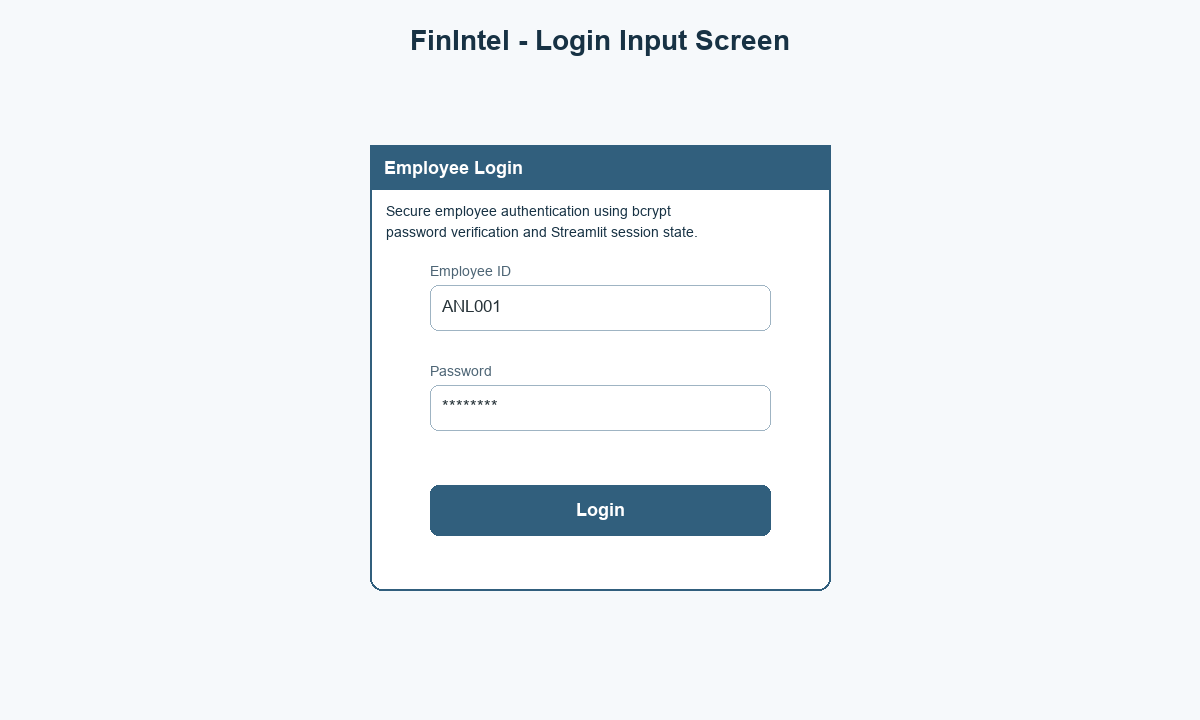 FinIntel - Login Input Screen
Employee Login
Secure employee authentication using bcrypt
password verification and Streamlit session state.
Employee ID
ANL001
Password
********
Login